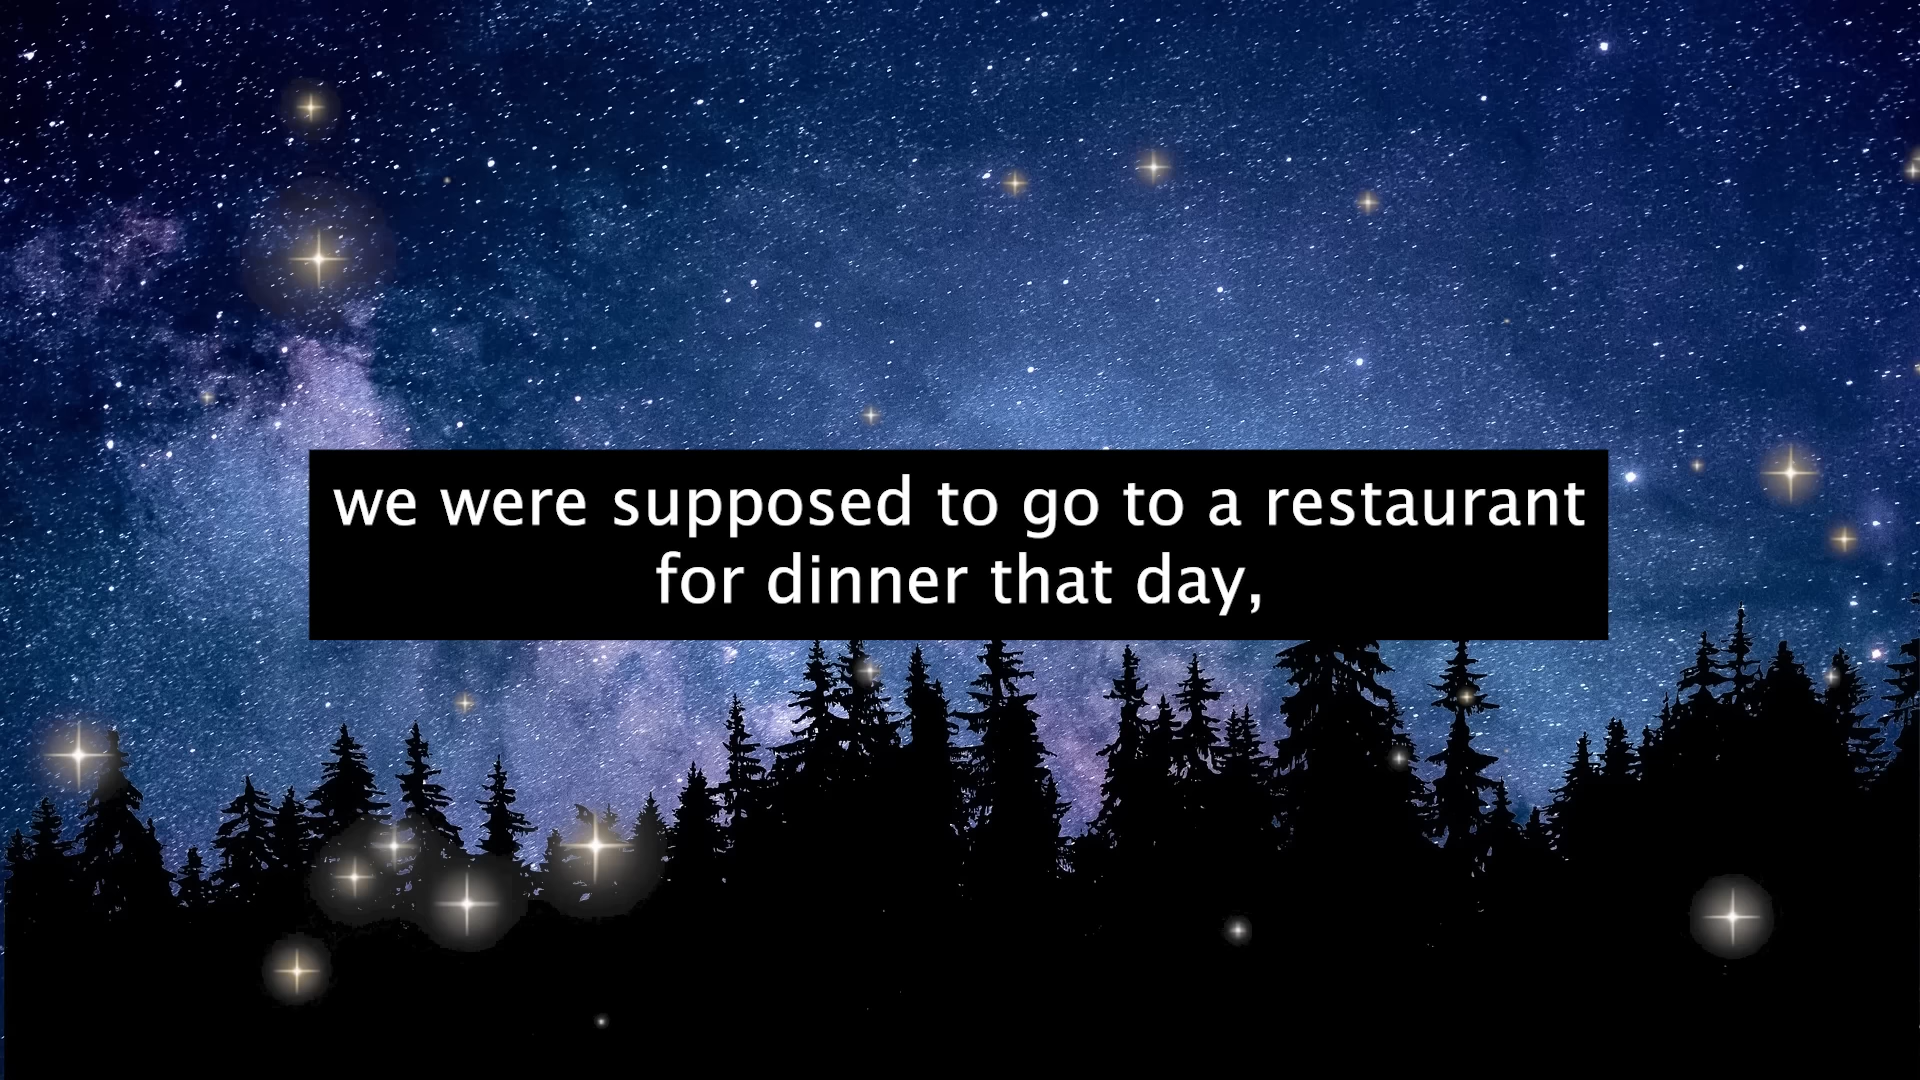 we were supposed to go to a restaurant
for dinner that day,